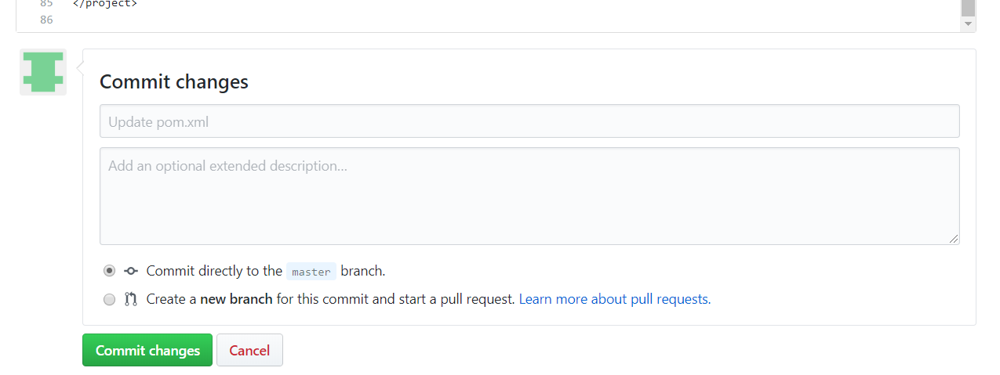 85 </project>
86
Commit changes
Update pom.xml
Add an optional extended description...
Commit directly to the master branch.
Create a new branch for this commit and start a pull request. Learn more about pull requests.
Commit changes Cancel